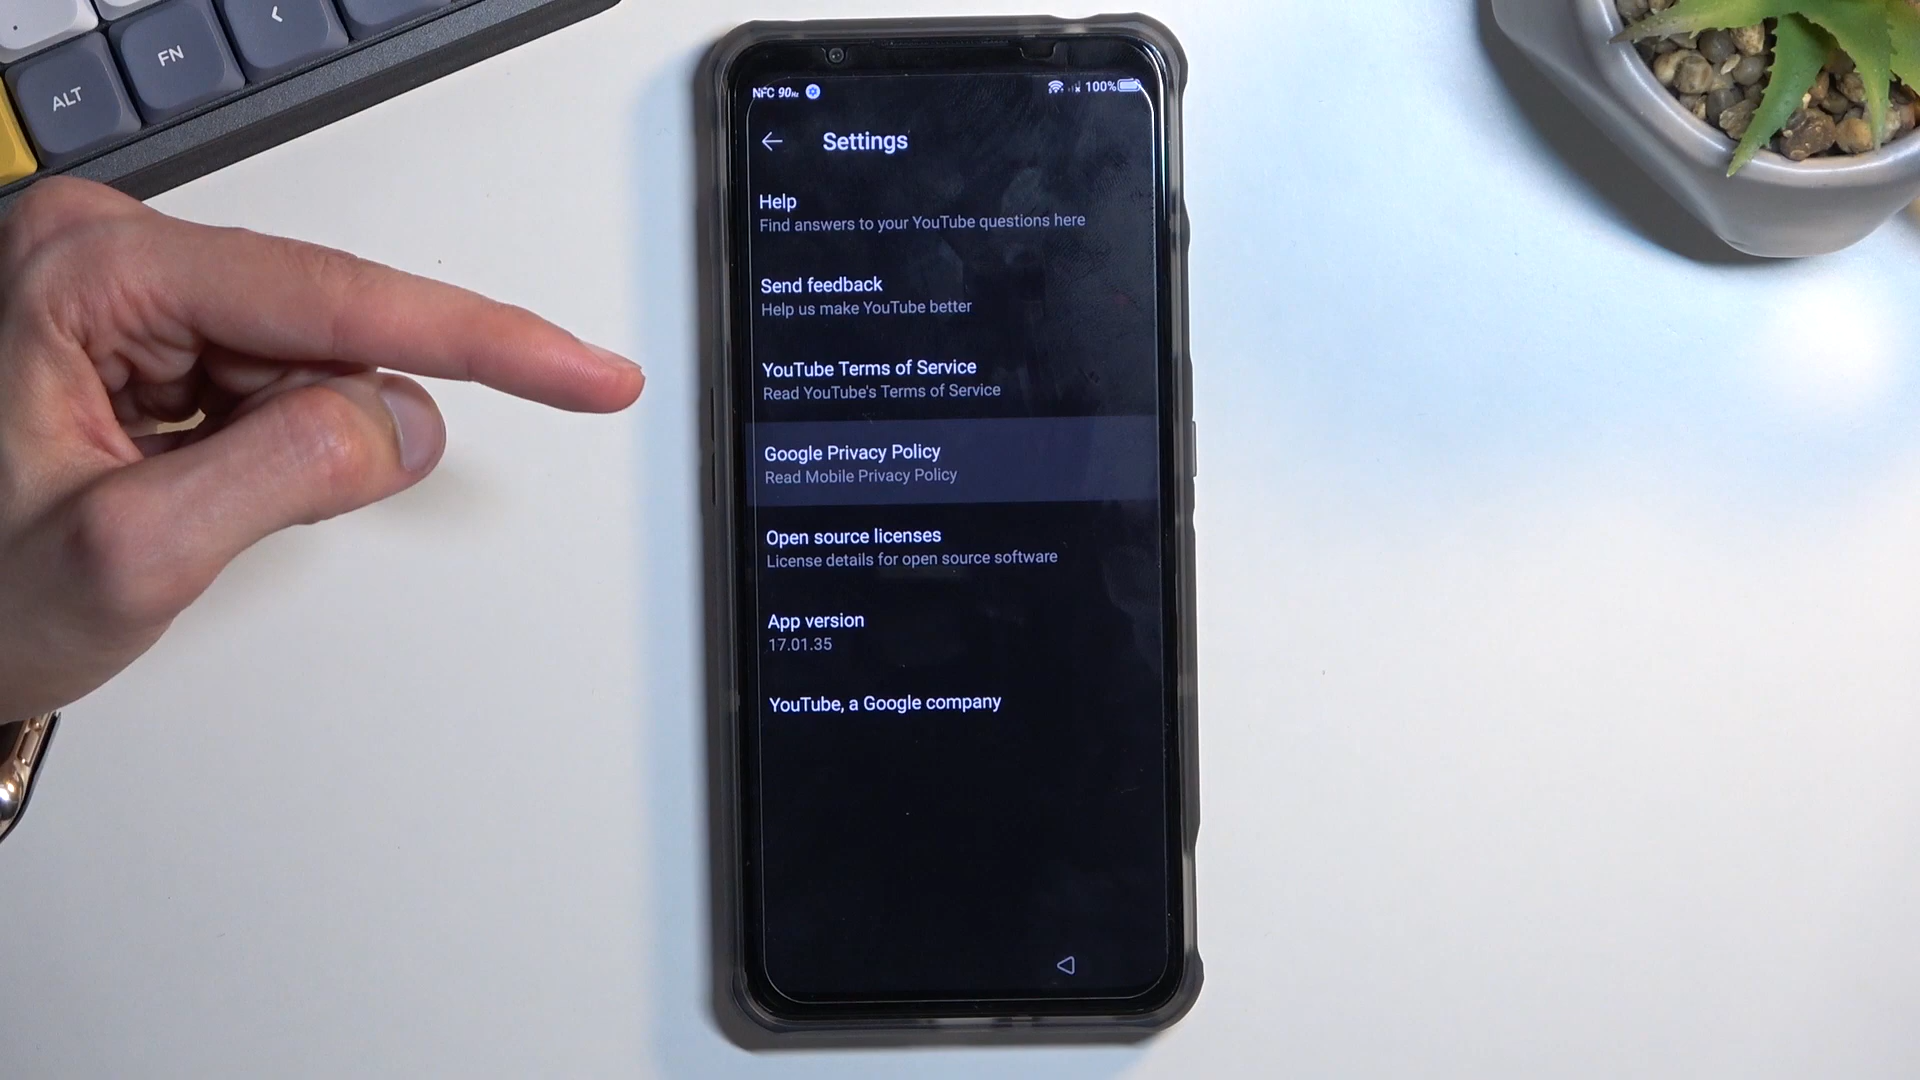 ALT
FN
<
NFC 90Hz
100%
Settings
Help
Find answers to your YouTube questions here
Send feedback
Help us make YouTube better
YouTube Terms of Service
Read YouTube's Terms of Service
Google Privacy Policy
Read Mobile Privacy Policy
Open source licenses
License details for open source software
App version
17.01.35
YouTube, a Google company